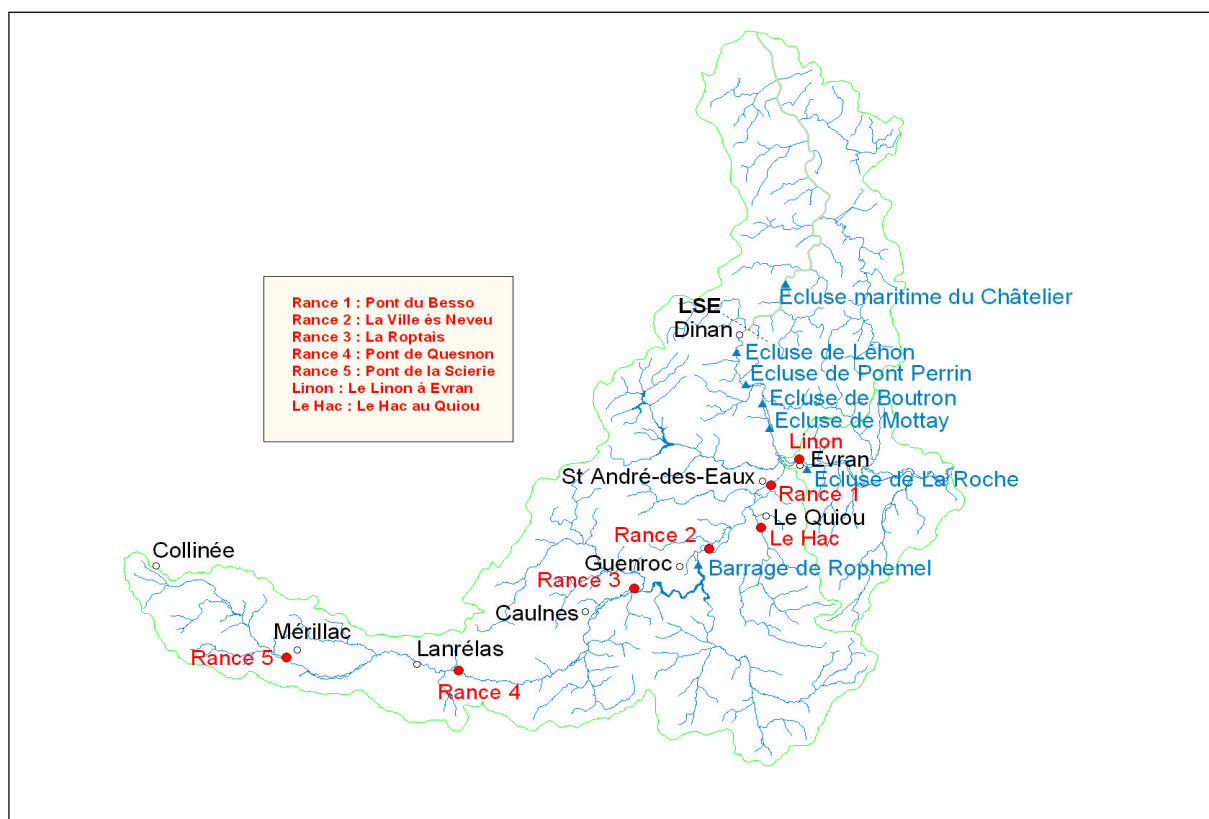 Rance 1 : Pont du Besso
Rance 2 : La Ville ès Neveu
Rance 3 : La Roptais
Rance 4 : Pont de Quesnon
Rance 5 : Pont de la Scierie
Linon : Le Linon à Evran
Le Hac : Le Hac au Quiou
Ecluse maritime du Châtelier
LSE
Dinan
Ecluse de Léhon
Ecluse de Pont Perrin
Ecluse de Boutron
Ecluse de Mottay
Linon
Evran
Ecluse de La Roche
St André-des-Eaux
Rance 1
Le Quiou
Le Hac
Rance 2
Guenroc
Barrage de Rophemel
Rance 3
Caulnes
Collinée
Mérillac
Rance 5
Lanrélas
Rance 4